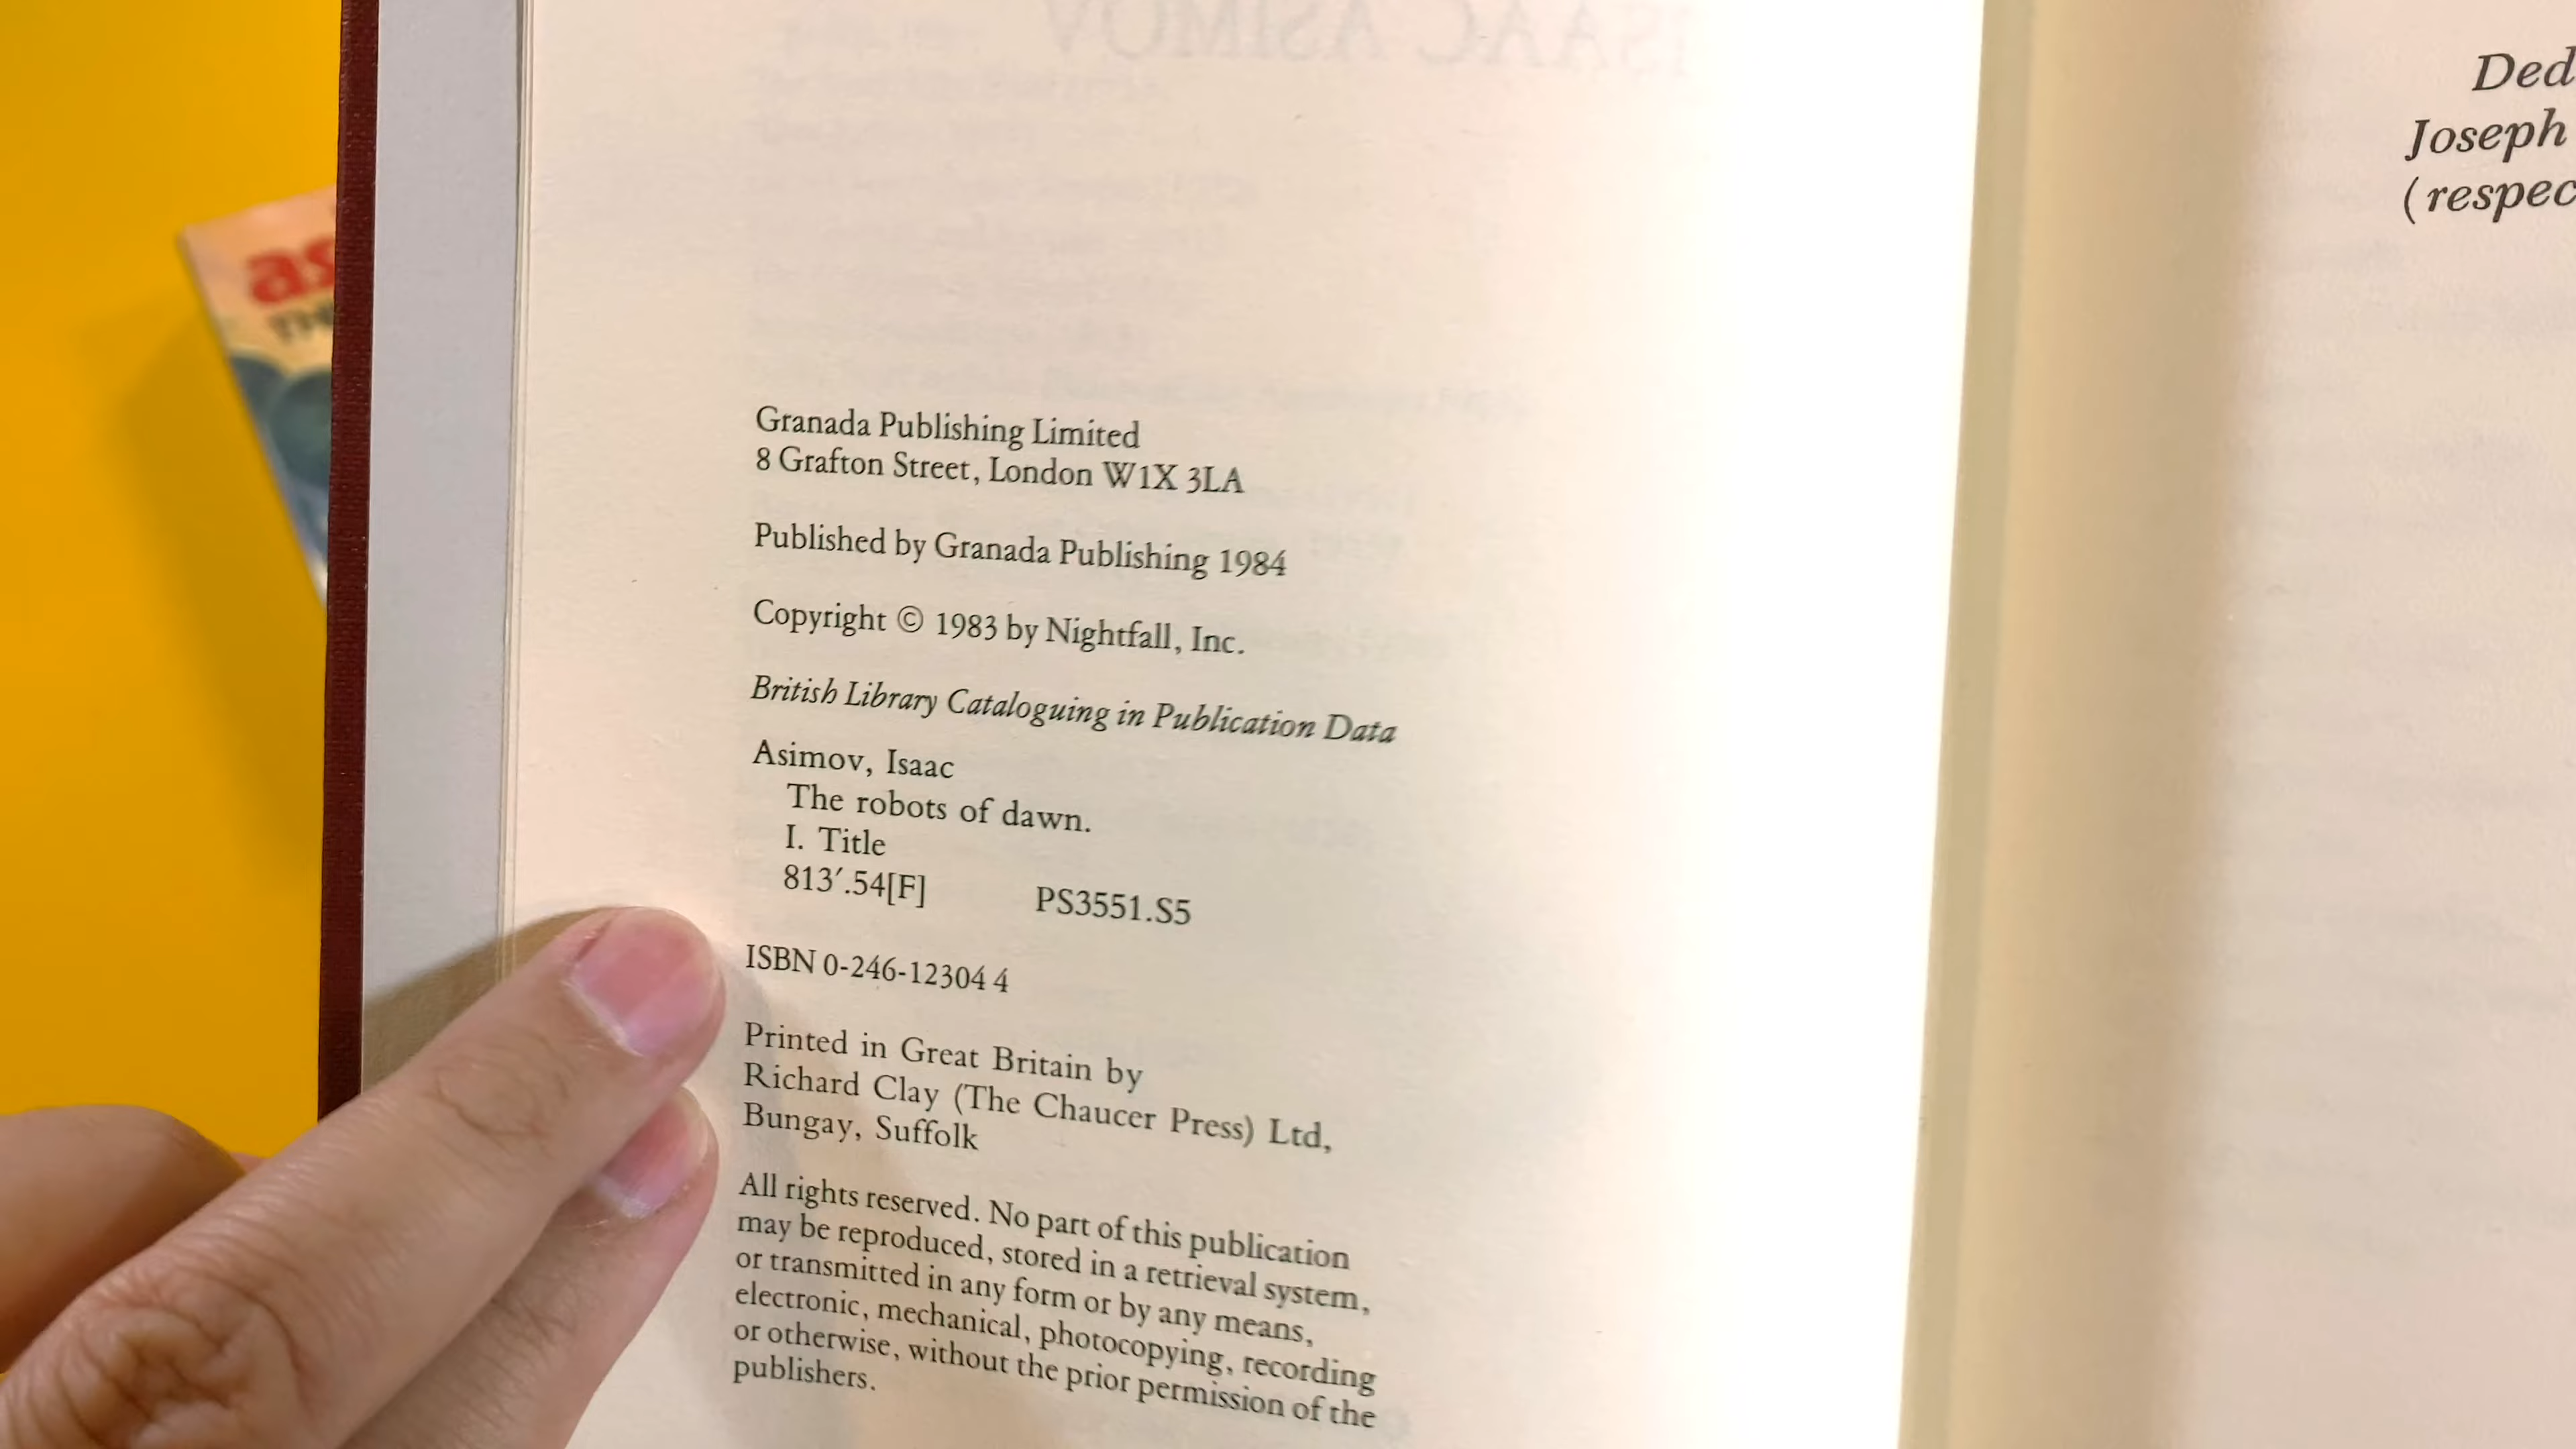 as
TH
Granada Publishing Limited
8 Grafton Street, London W1X 3LA
Published by Granada Publishing 1984
Copyright © 1983 by Nightfall, Inc.
British Library Cataloguing in Publication Data
Asimov, Isaac
The robots of dawn.
I. Title
813′.54[F] PS3551.S5
ISBN 0-246-12304 4
Printed in Great Britain by
Richard Clay (The Chaucer Press) Ltd,
Bungay, Suffolk
All rights reserved. No part of this publication
may be reproduced, stored in a retrieval system,
or transmitted in any form or by any means,
electronic, mechanical, photocopying, recording
or otherwise, without the prior permission of the
publishers.
Ded
Joseph
(respec